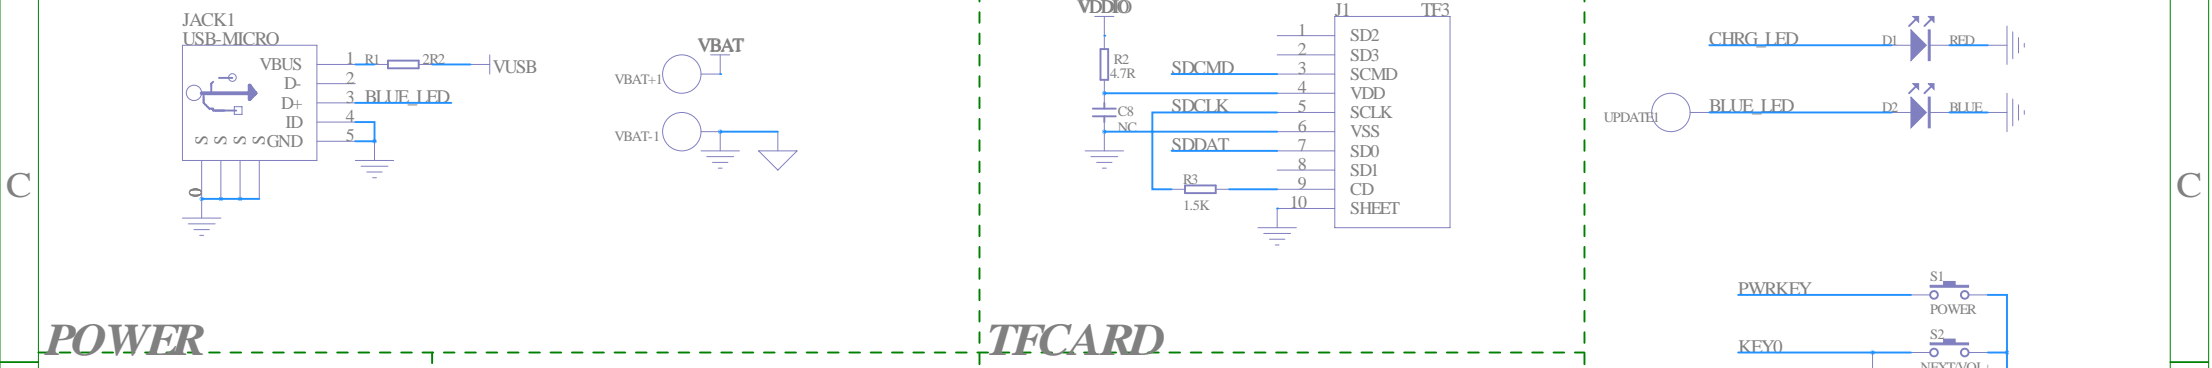 JACK1
USB-MICRO
VBUS
D-
D+
ID
GND
S S S S
1
2
3
4
5
0
R1
2R2
VUSB
BLUE_LED
VBAT
VBAT+1
VBAT-1
POWER
VDDIO
R2
4.7R
C8
NC
SDCMD
SDCLK
SDDAT
R3
1.5K
J1
TF3
1 SD2
2 SD3
3 SCMD
4 VDD
5 SCLK
6 VSS
7 SD0
8 SD1
9 CD
10 SHEET
TFCARD
CHRG_LED
D1
RED
UPDATE1
BLUE_LED
D2
BLUE
PWRKEY
S1
POWER
KEY0
S2
C
C